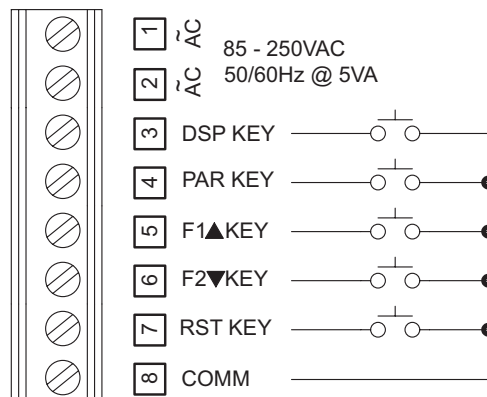 1 ~AC
2 ~AC
85 - 250VAC
50/60Hz @ 5VA
3 DSP KEY
4 PAR KEY
5 F1▲KEY
6 F2▼KEY
7 RST KEY
8 COMM